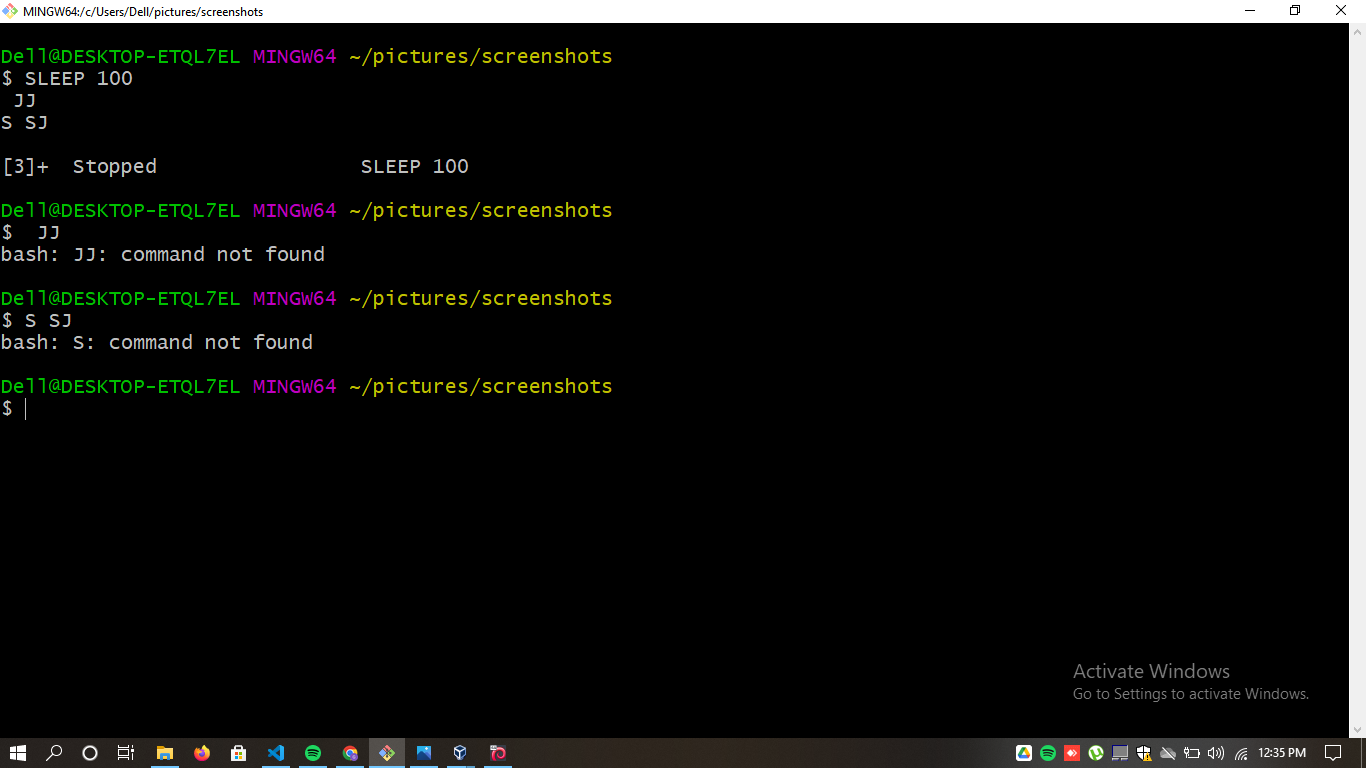 MINGW64:/c/Users/Dell/pictures/screenshots
Dell@DESKTOP-ETQL7EL MINGW64 ~/pictures/screenshots
$ SLEEP 100
 JJ
S SJ
[3]+  Stopped                 SLEEP 100
Dell@DESKTOP-ETQL7EL MINGW64 ~/pictures/screenshots
$  JJ
bash: JJ: command not found
Dell@DESKTOP-ETQL7EL MINGW64 ~/pictures/screenshots
$ S SJ
bash: S: command not found
Dell@DESKTOP-ETQL7EL MINGW64 ~/pictures/screenshots
$
Activate Windows
Go to Settings to activate Windows.
12:35 PM